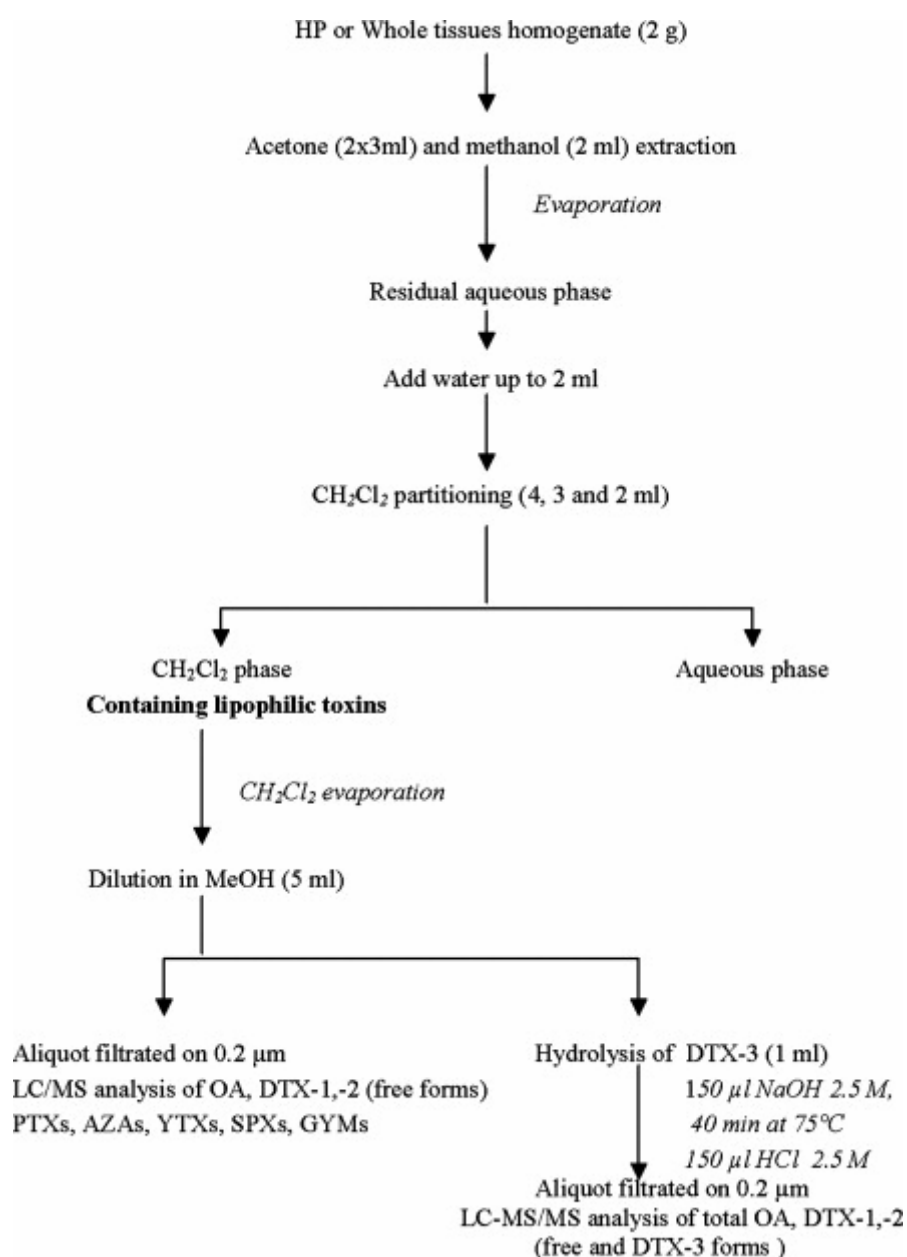 HP or Whole tissues homogenate (2 g)
Acetone (2x3ml) and methanol (2 ml) extraction
Evaporation
Residual aqueous phase
Add water up to 2 ml
CH₂Cl₂ partitioning (4, 3 and 2 ml)
CH₂Cl₂ phase
Containing lipophilic toxins
Aqueous phase
CH₂Cl₂ evaporation
Dilution in MeOH (5 ml)
Aliquot filtrated on 0.2 µm
LC/MS analysis of OA, DTX-1,-2 (free forms)
PTXs, AZAs, YTXs, SPXs, GYMs
Hydrolysis of DTX-3 (1 ml)
150 µl NaOH 2.5 M,
40 min at 75°C
150 µl HCl 2.5 M
Aliquot filtrated on 0.2 µm
LC-MS/MS analysis of total OA, DTX-1,-2
(free and DTX-3 forms )